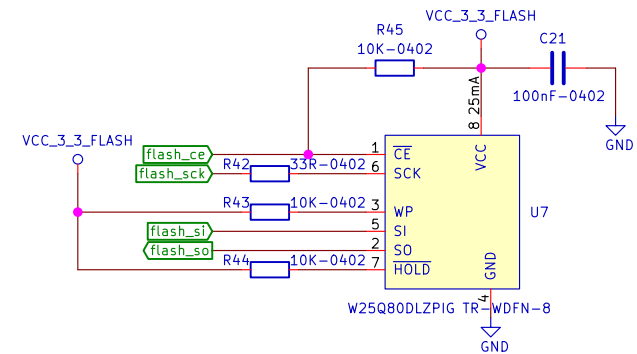 VCC_3_3_FLASH
R45
10K-0402
C21
100nF-0402
8 25mA
GND
VCC_3_3_FLASH
flash_ce
1
CE
VCC
R42
33R-0402
flash_sck
6
SCK
R43
10K-0402
3
WP
U7
flash_si
5
SI
flash_so
2
SO
R44
10K-0402
7
HOLD
GND
4
W25Q80DLZPIG TR-WDFN-8
GND